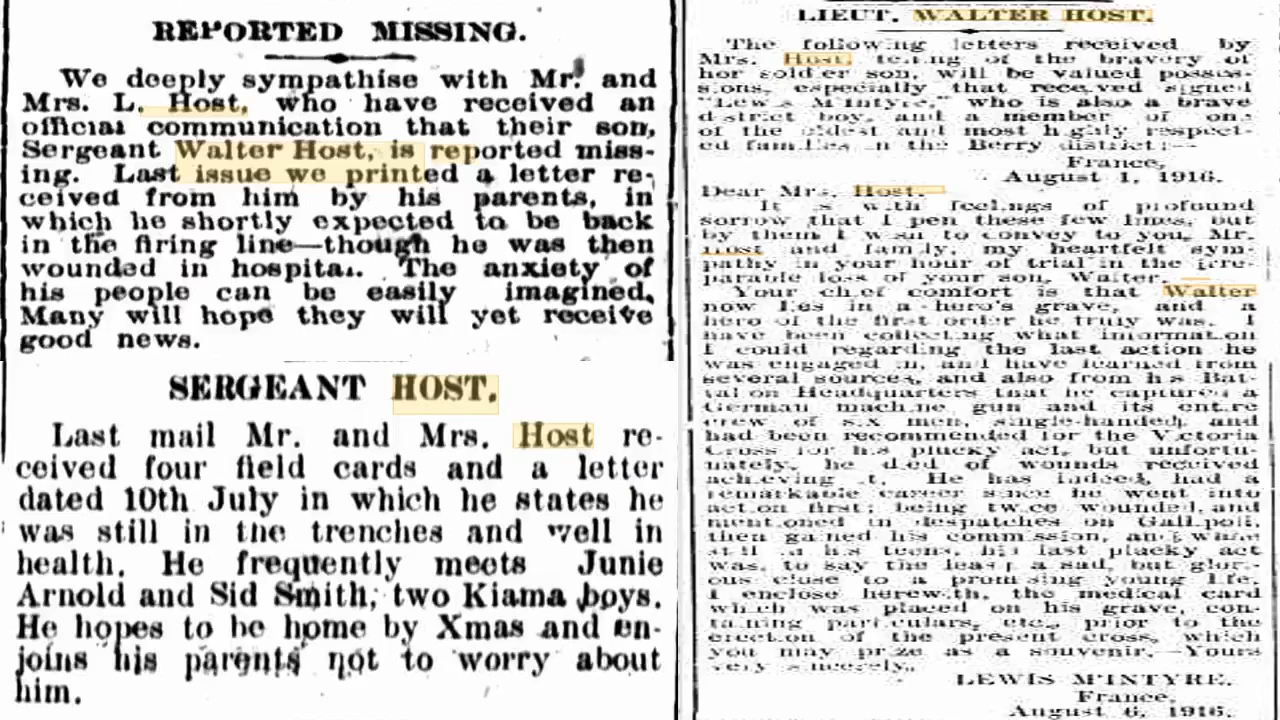 REPORTED MISSING.
We deeply sympathise with Mr. and
Mrs. L. Host, who have received an
official communication that their son,
Sergeant Walter Host, is reported miss-
ing. Last issue we printed a letter re-
ceived from him by his parents, in
which he shortly expected to be back
in the firing line—though he was then
wounded in hospital. The anxiety of
his people can be easily imagined.
Many will hope they will yet receive
good news.
SERGEANT HOST.
Last mail Mr. and Mrs. Host re-
ceived four field cards and a letter
dated 10th July in which he states he
was still in the trenches and well in
health. He frequently meets Junie
Arnold and Sid Smith, two Kiama boys.
He hopes to be home by Xmas and en-
joins his parents not to worry about
him.
LIEUT. WALTER HOST.
The following letters received by
Mrs. Host, telling of the bravery of
her soldier son, will be valued posses-
sions, especially that received signed
"Lewis M'Intyre," who is also a brave
district boy, and a member of one
of the oldest and most highly respect-
ed families in the Berry district:—
France,
August 1, 1916.
Dear Mrs. Host.—
It is with feelings of profound
sorrow that I pen these few lines, but
by them I wish to convey to you, Mr.
Host and family, my heartfelt sym-
pathy in your hour of trial in the irre-
parable loss of your son, Walter.
Your chief comfort is that Walter
now lies in a hero's grave, and a
hero of the first order he truly was. I
have been collecting what information
I could regarding the last action he
was engaged in, and have learned from
several sources, and also from his Bat-
talion Headquarters that he captured a
German machine gun and its entire
crew of six men, single-handed, and
had been recommended for the Victoria
Cross for his plucky act, but unfortu-
nately, he died of wounds received
achieving it. He has indeed, had a
remarkable career since he went into
action first; being twice wounded, and
mentioned in despatches on Gallipoli,
then gained his commission, and while
still in his teens, his last plucky act
was, to say the least, a sad, but glori-
ous close to a promising young life.
I enclose herewith, the medical card
which was placed on his grave, con-
taining particulars, etc., prior to the
erection of the present cross, which
you may prize as a souvenir.—Yours
very sincerely,
LEWIS M'INTYRE.
France,
August 6, 1916.